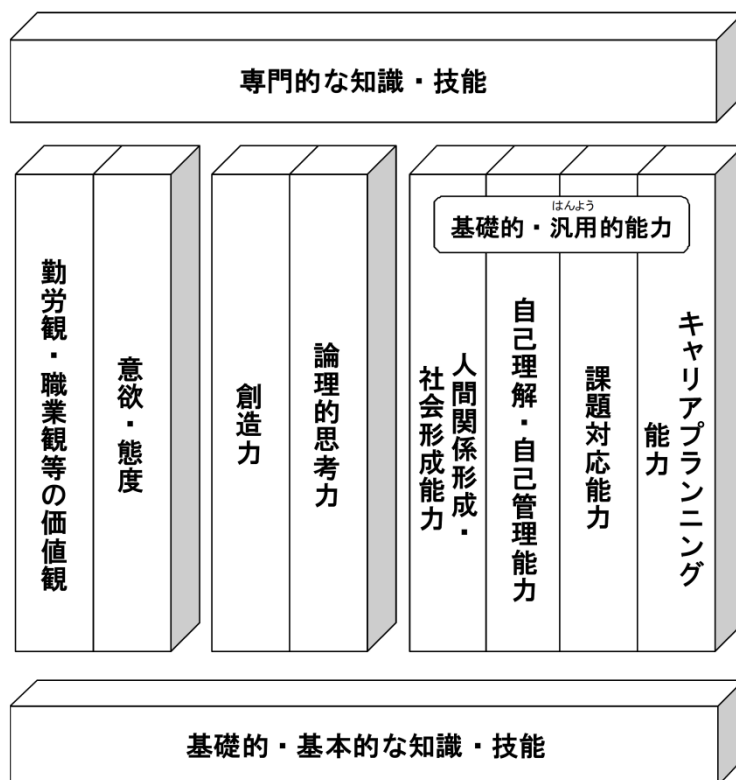 専門的な知識・技能
勤労観・職業観等の価値観
意欲・態度
創造力
論理的思考力
はんよう
基礎的・汎用的能力
人間関係形成・
社会形成能力
自己理解・自己管理能力
課題対応能力
キャリアプランニング
能力
基礎的・基本的な知識・技能